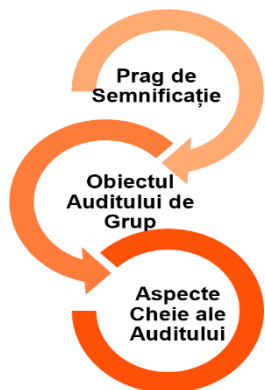 Prag de
Semnificație
Obiectul
Auditului de
Grup
Aspecte
Cheie ale
Auditului